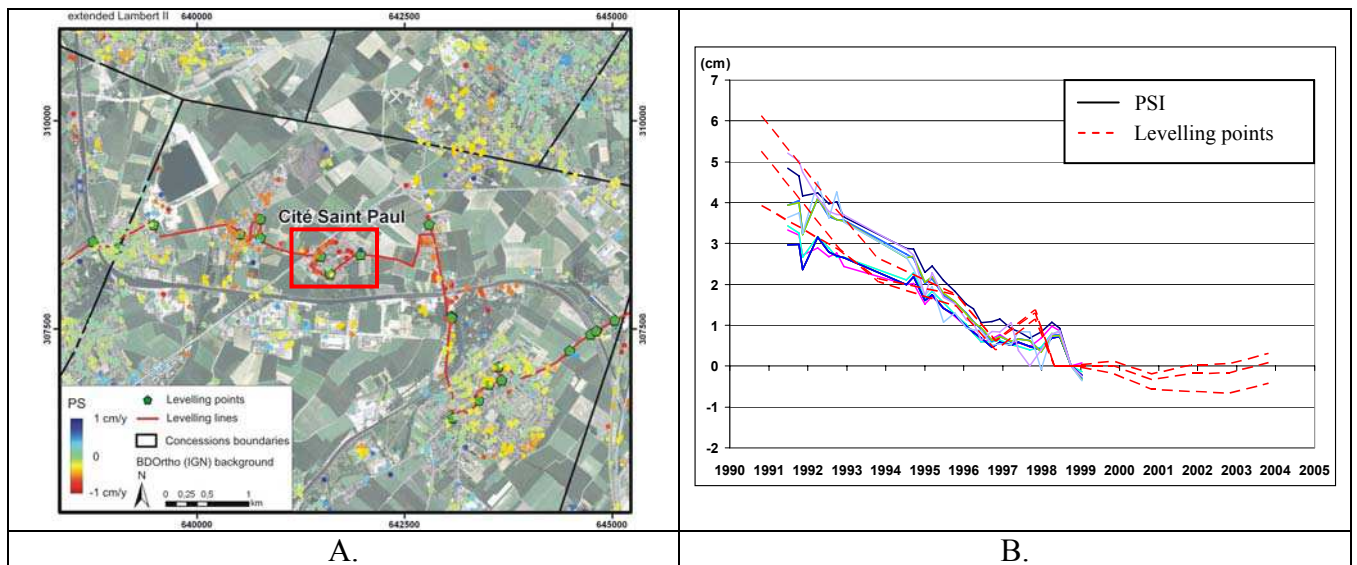 extended Lambert II
640000
642500
645000
310000
310000
Cité Saint Paul
307500
307500
PS
1 cm/y
0
-1 cm/y
Levelling points
Levelling lines
Concessions boundaries
BDOrtho (IGN) background
N
0 0,25 0,5 1
km
640000
642500
645000
A.
(cm)
7
6
5
4
3
2
1
0
-1
-2
1990 1991 1992 1993 1994 1995 1996 1997 1998 1999 2000 2001 2002 2003 2004 2005
PSI
Levelling points
B.